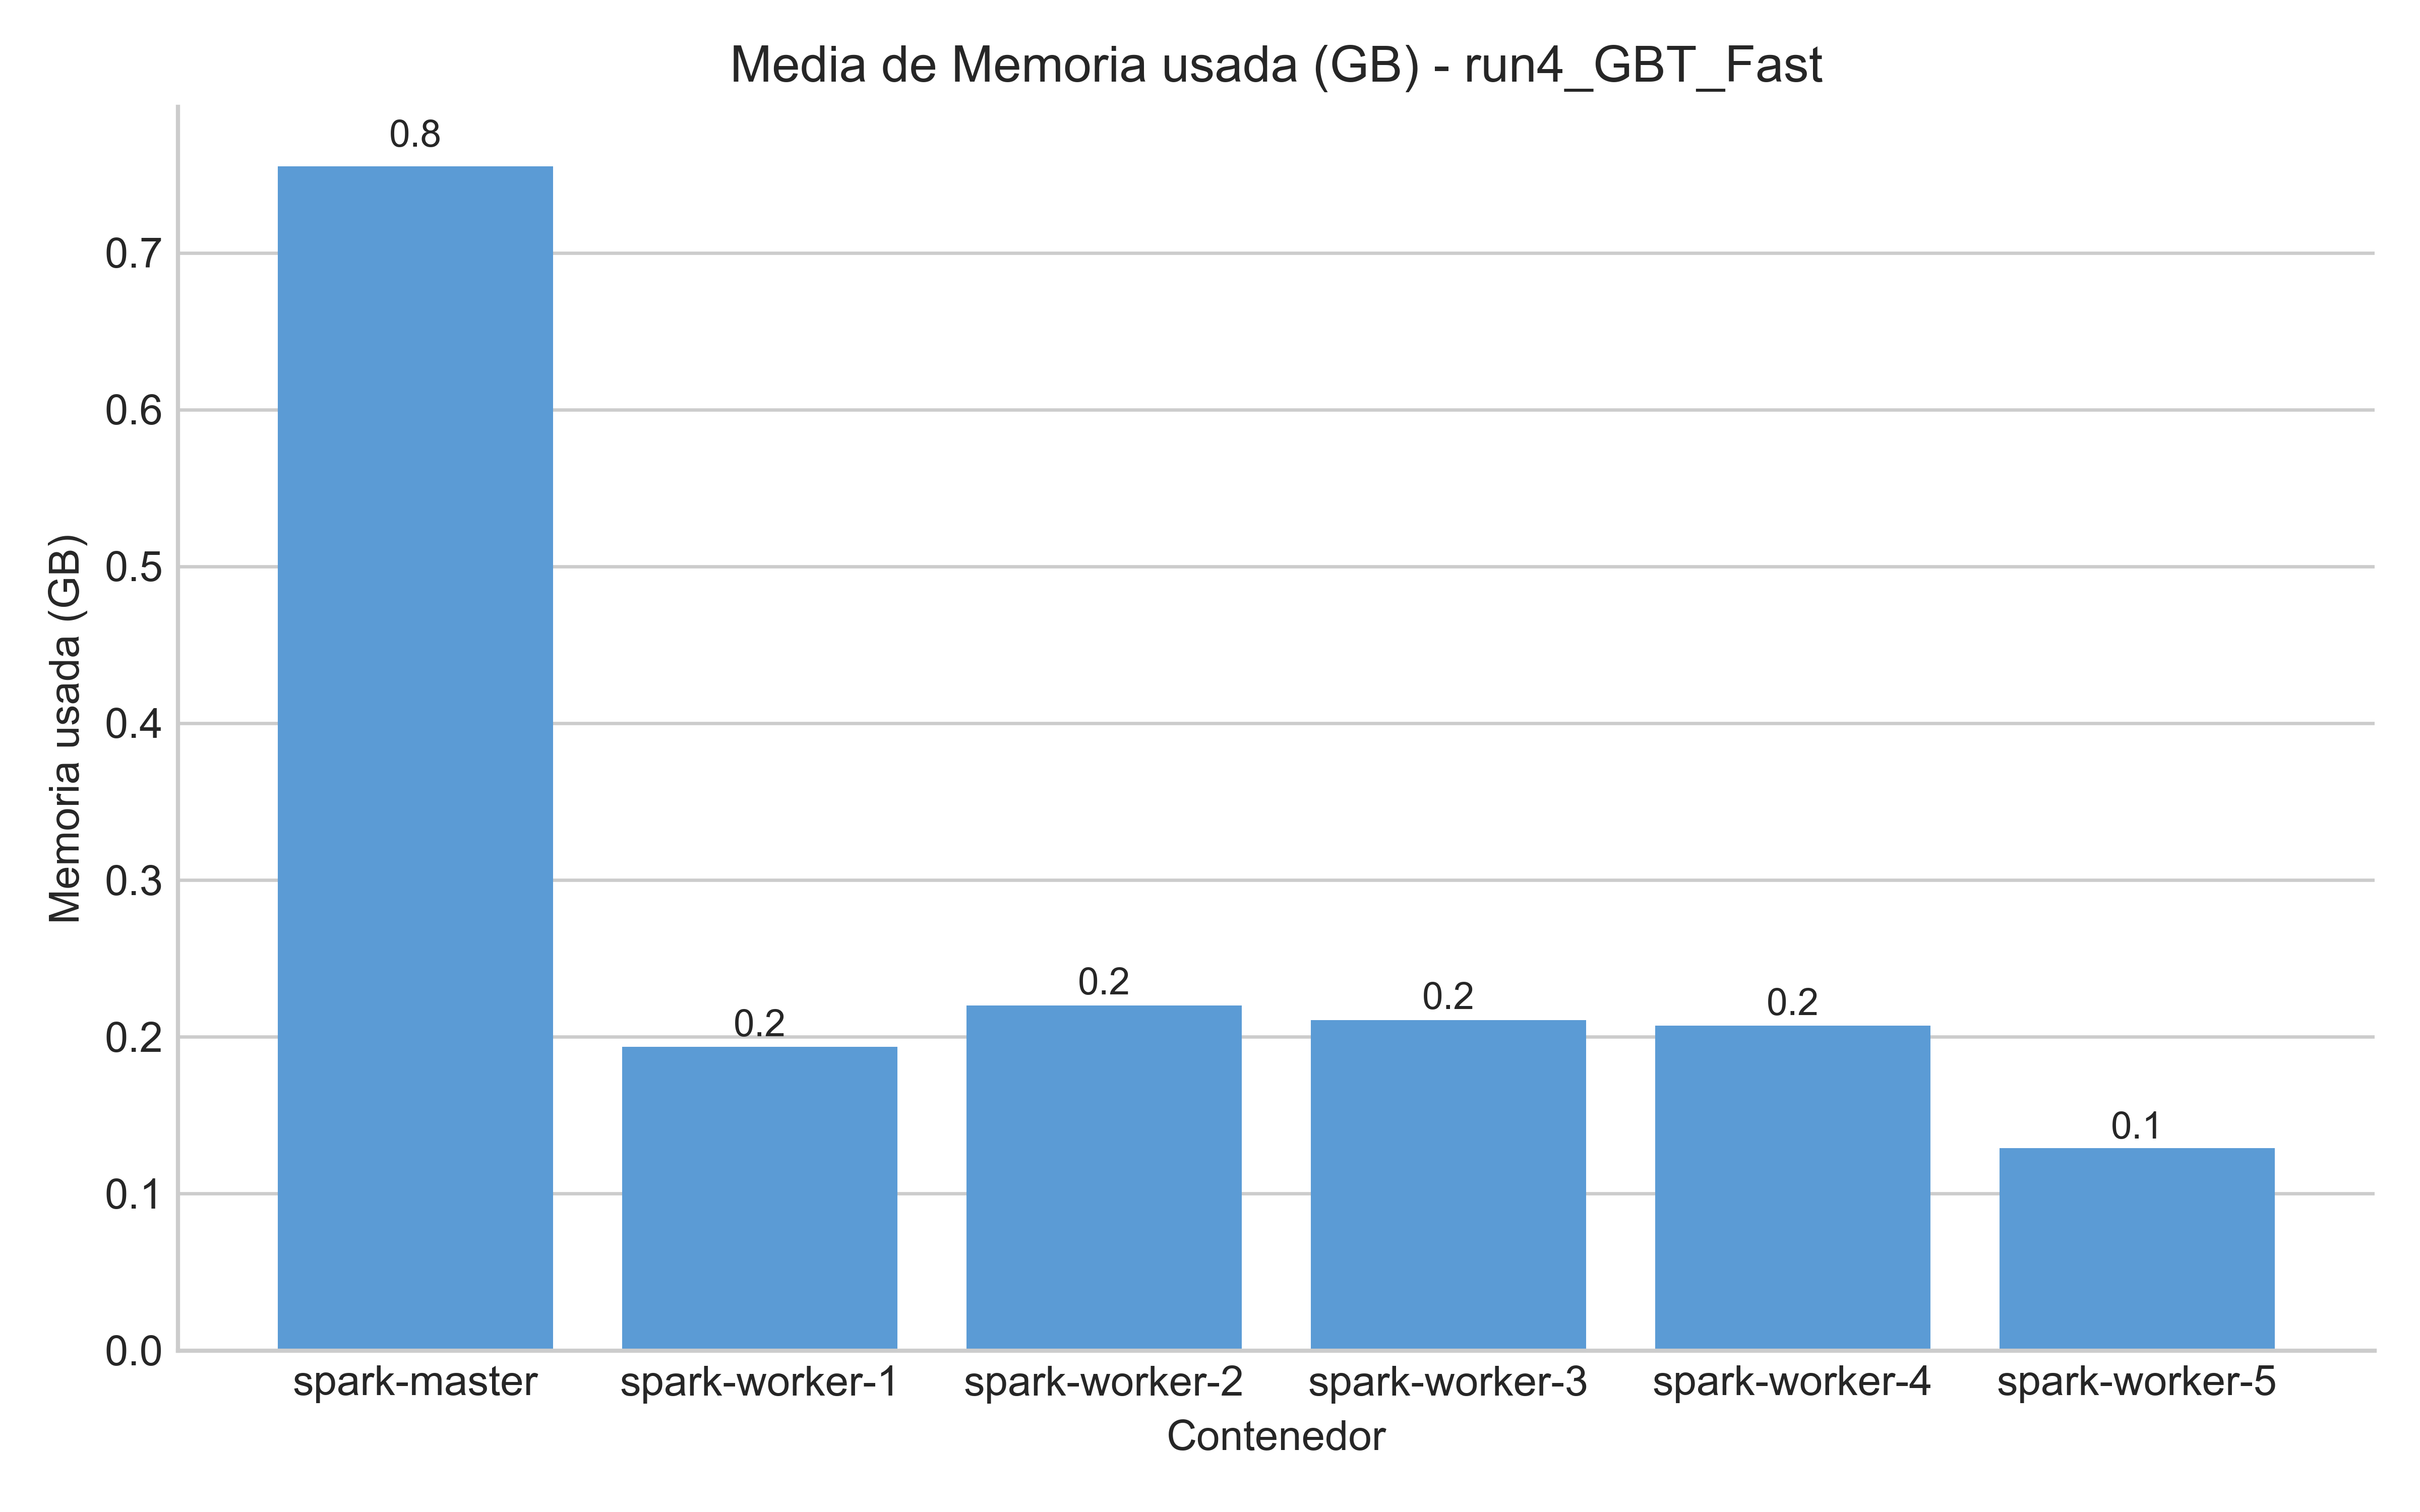 Media de Memoria usada (GB) - run4_GBT_Fast
0.8
0.7
0.6
0.5
0.4
0.3
0.2
0.1
0.0
Memoria usada (GB)
0.2
0.2
0.2
0.2
0.1
spark-master
spark-worker-1
spark-worker-2
spark-worker-3
spark-worker-4
spark-worker-5
Contenedor